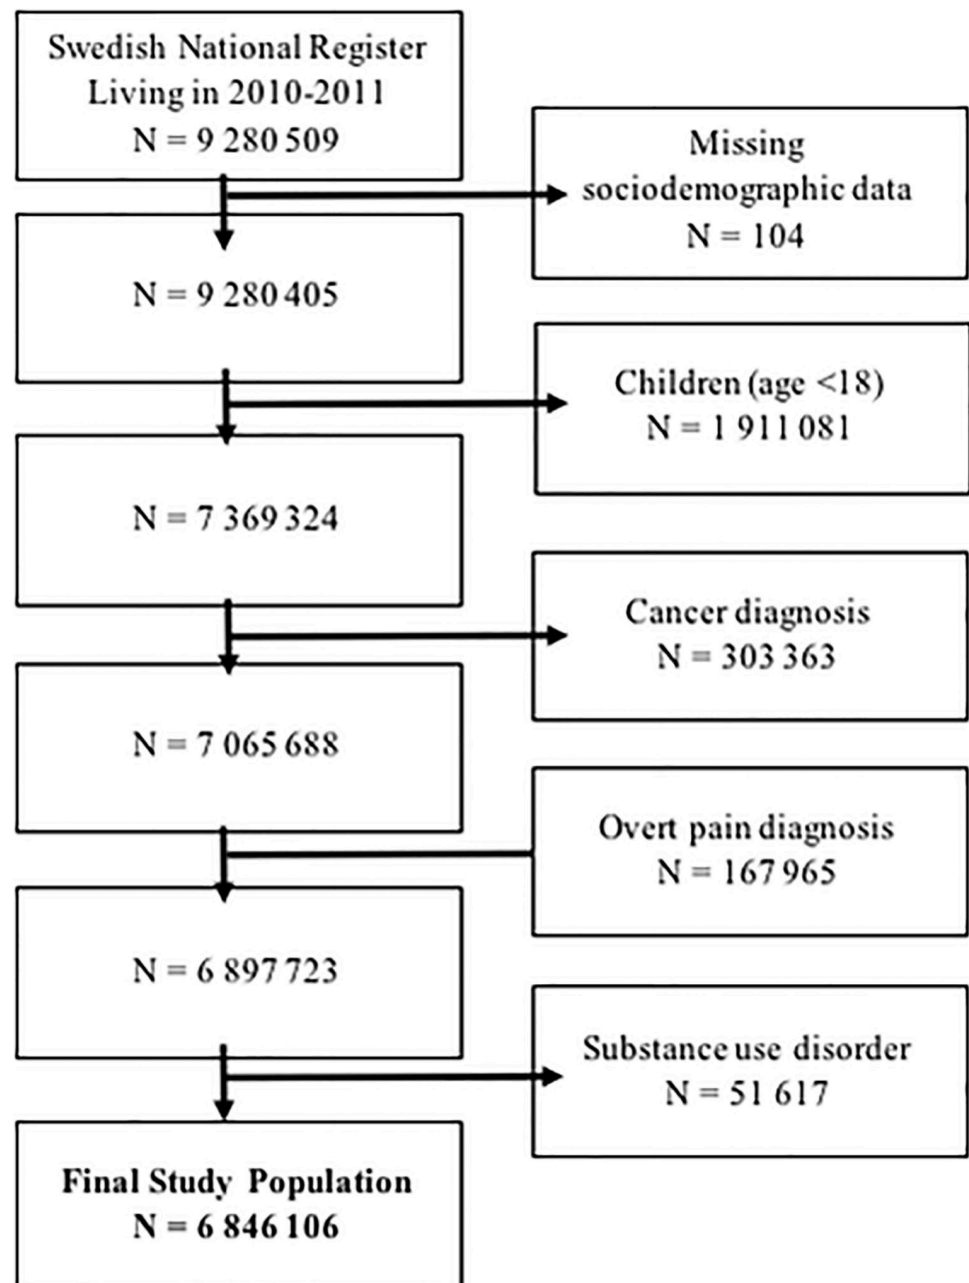 Swedish National Register
Living in 2010-2011
N = 9 280 509
Missing
sociodemographic data
N = 104
N = 9 280 405
Children (age <18)
N = 1 911 081
N = 7 369 324
Cancer diagnosis
N = 303 363
N = 7 065 688
Overt pain diagnosis
N = 167 965
N = 6 897 723
Substance use disorder
N = 51 617
Final Study Population
N = 6 846 106